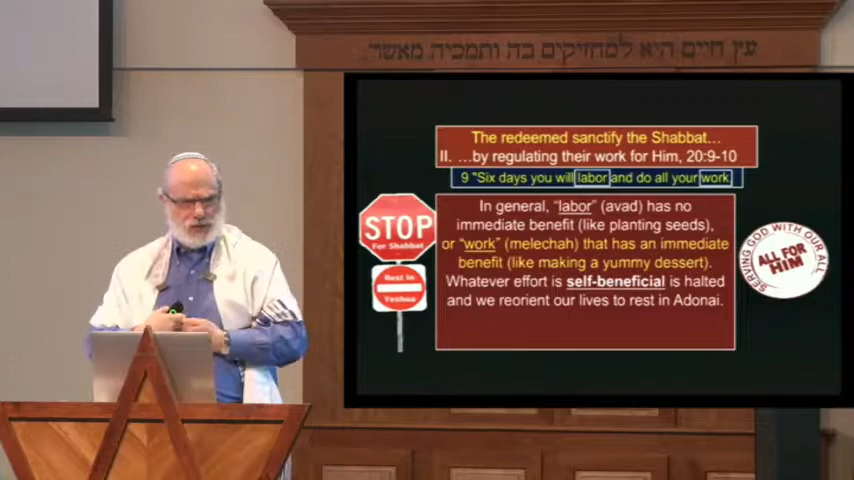 עץ חיים היא למחזיקים בה ותמכיה מאשר
The redeemed sanctify the Shabbat...
II. ...by regulating their work for Him, 20:9-10
9 "Six days you will labor and do all your work,
In general, "labor" (avad) has no
immediate benefit (like planting seeds),
or "work" (melechah) that has an immediate
benefit (like making a yummy dessert).
Whatever effort is self-beneficial is halted
and we reorient our lives to rest in Adonai.
STOP
For Shabbat
Rest in
Yeshua
SERVING GOD WITH OUR ALL
ALL FOR
HIM